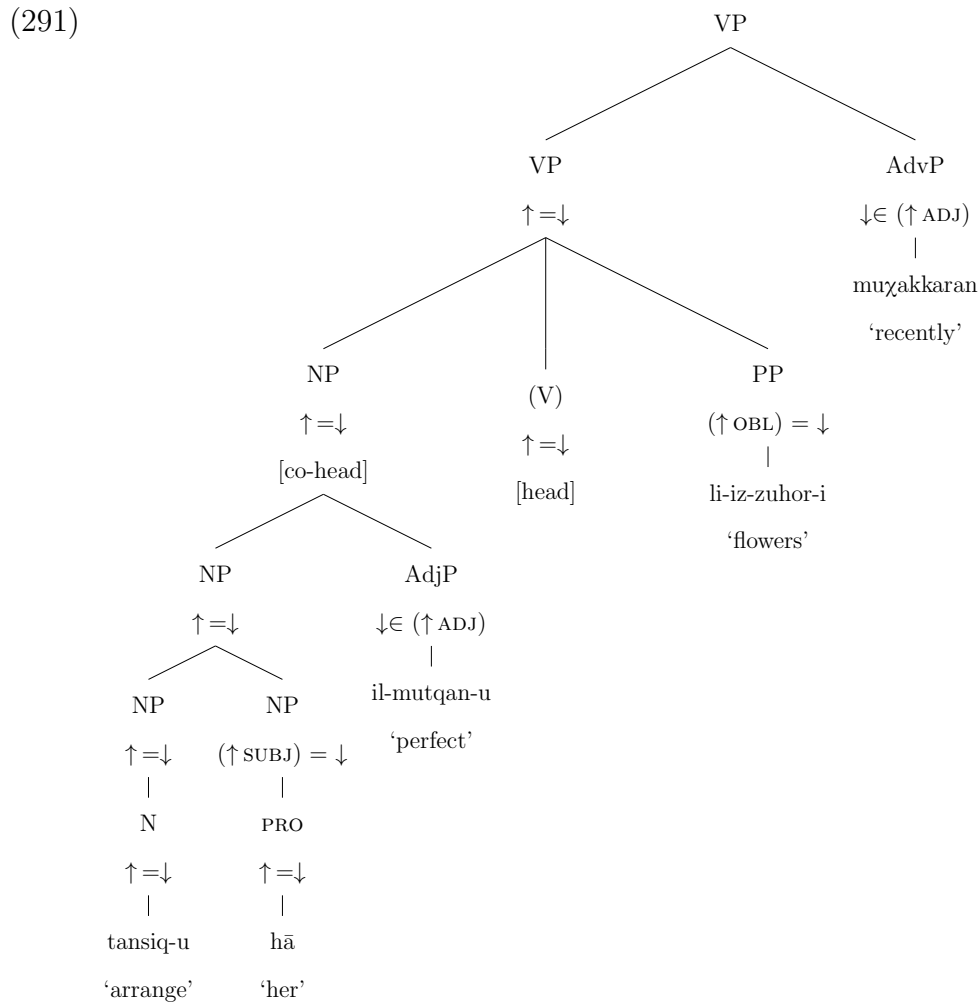 (291)
VP
VP AdvP
↑=↓ ↓∈ (↑ ADJ)
muχakkaran
‘recently’
NP (V) PP
↑=↓ ↑=↓ (↑ OBL) = ↓
[co-head] [head] li-iz-zuhor-i
‘flowers’
NP AdjP
↑=↓ ↓∈ (↑ ADJ)
NP NP il-mutqan-u
↑=↓ (↑ SUBJ) = ↓ ‘perfect’
N PRO
↑=↓ ↑=↓
tansiq-u hā
‘arrange’ ‘her’